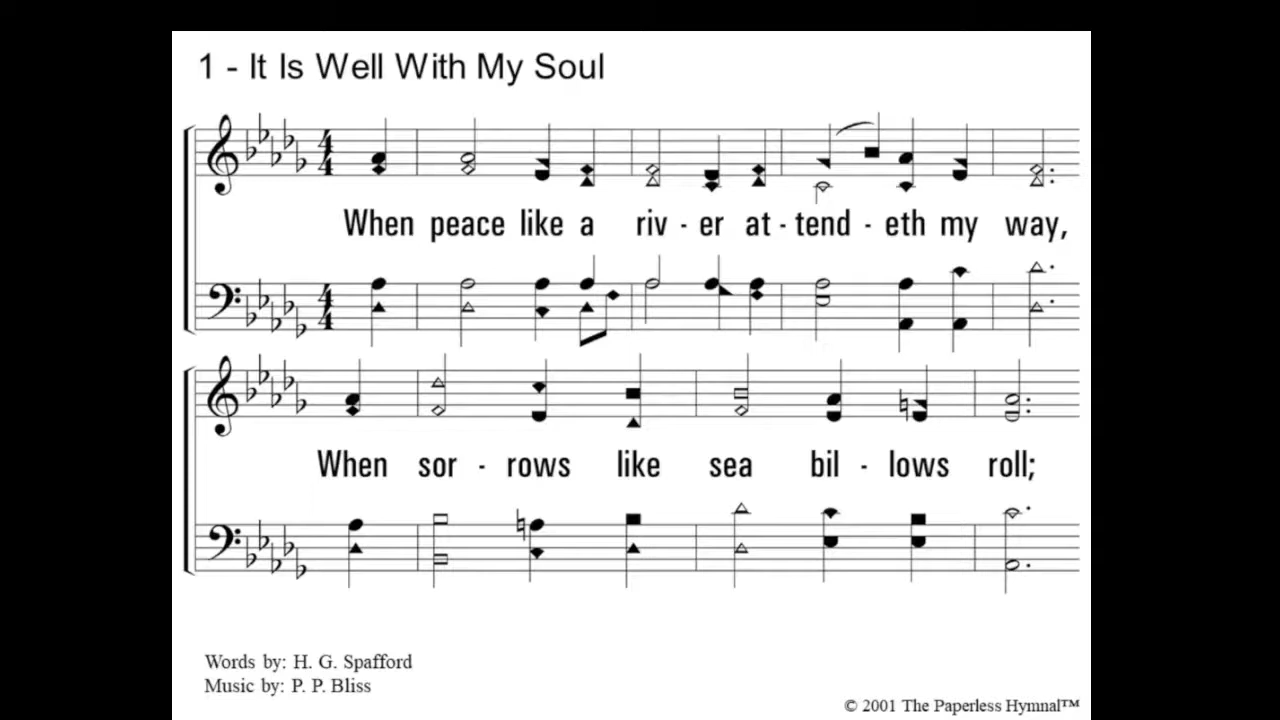 1 - It Is Well With My Soul
When peace like a riv - er at - tend - eth my way,
When sor - rows like sea bil - lows roll;
Words by: H. G. Spafford
Music by: P. P. Bliss
© 2001 The Paperless Hymnal™